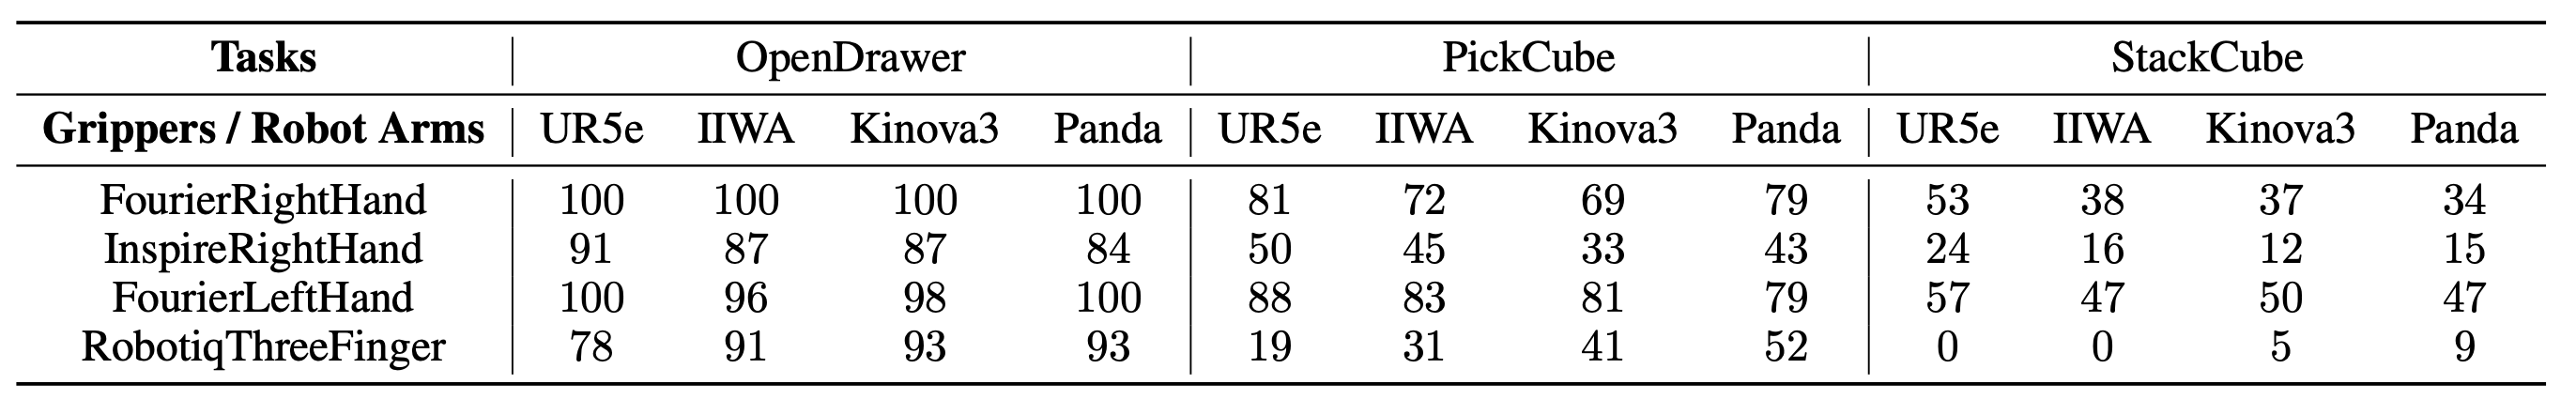 Tasks OpenDrawer PickCube StackCube
Grippers / Robot Arms UR5e IIWA Kinova3 Panda UR5e IIWA Kinova3 Panda UR5e IIWA Kinova3 Panda
FourierRightHand 100 100 100 100 81 72 69 79 53 38 37 34
InspireRightHand 91 87 87 84 50 45 33 43 24 16 12 15
FourierLeftHand 100 96 98 100 88 83 81 79 57 47 50 47
RobotiqThreeFinger 78 91 93 93 19 31 41 52 0 0 5 9